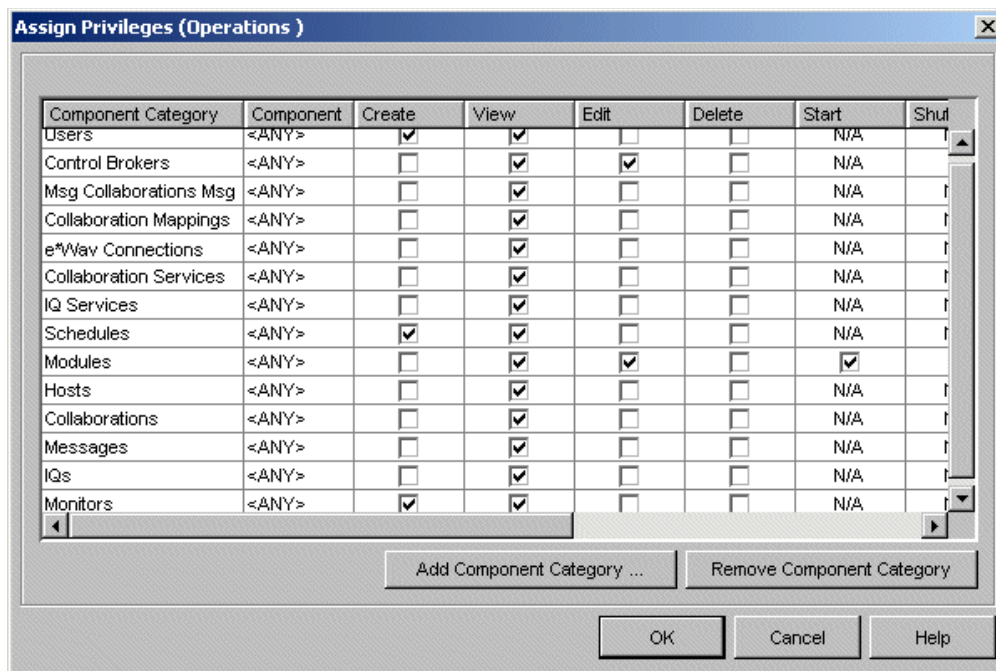 Assign Privileges (Operations )
Component Category Component Create View Edit Delete Start Shut
Users <ANY> N/A
Control Brokers <ANY> N/A
Msg Collaborations Msg <ANY> N/A
Collaboration Mappings <ANY> N/A
e*Way Connections <ANY> N/A
Collaboration Services <ANY> N/A
IQ Services <ANY> N/A
Schedules <ANY> N/A
Modules <ANY>
Hosts <ANY> N/A
Collaborations <ANY> N/A
Messages <ANY> N/A
IQs <ANY> N/A
Monitors <ANY> N/A
Add Component Category ... Remove Component Category
OK Cancel Help